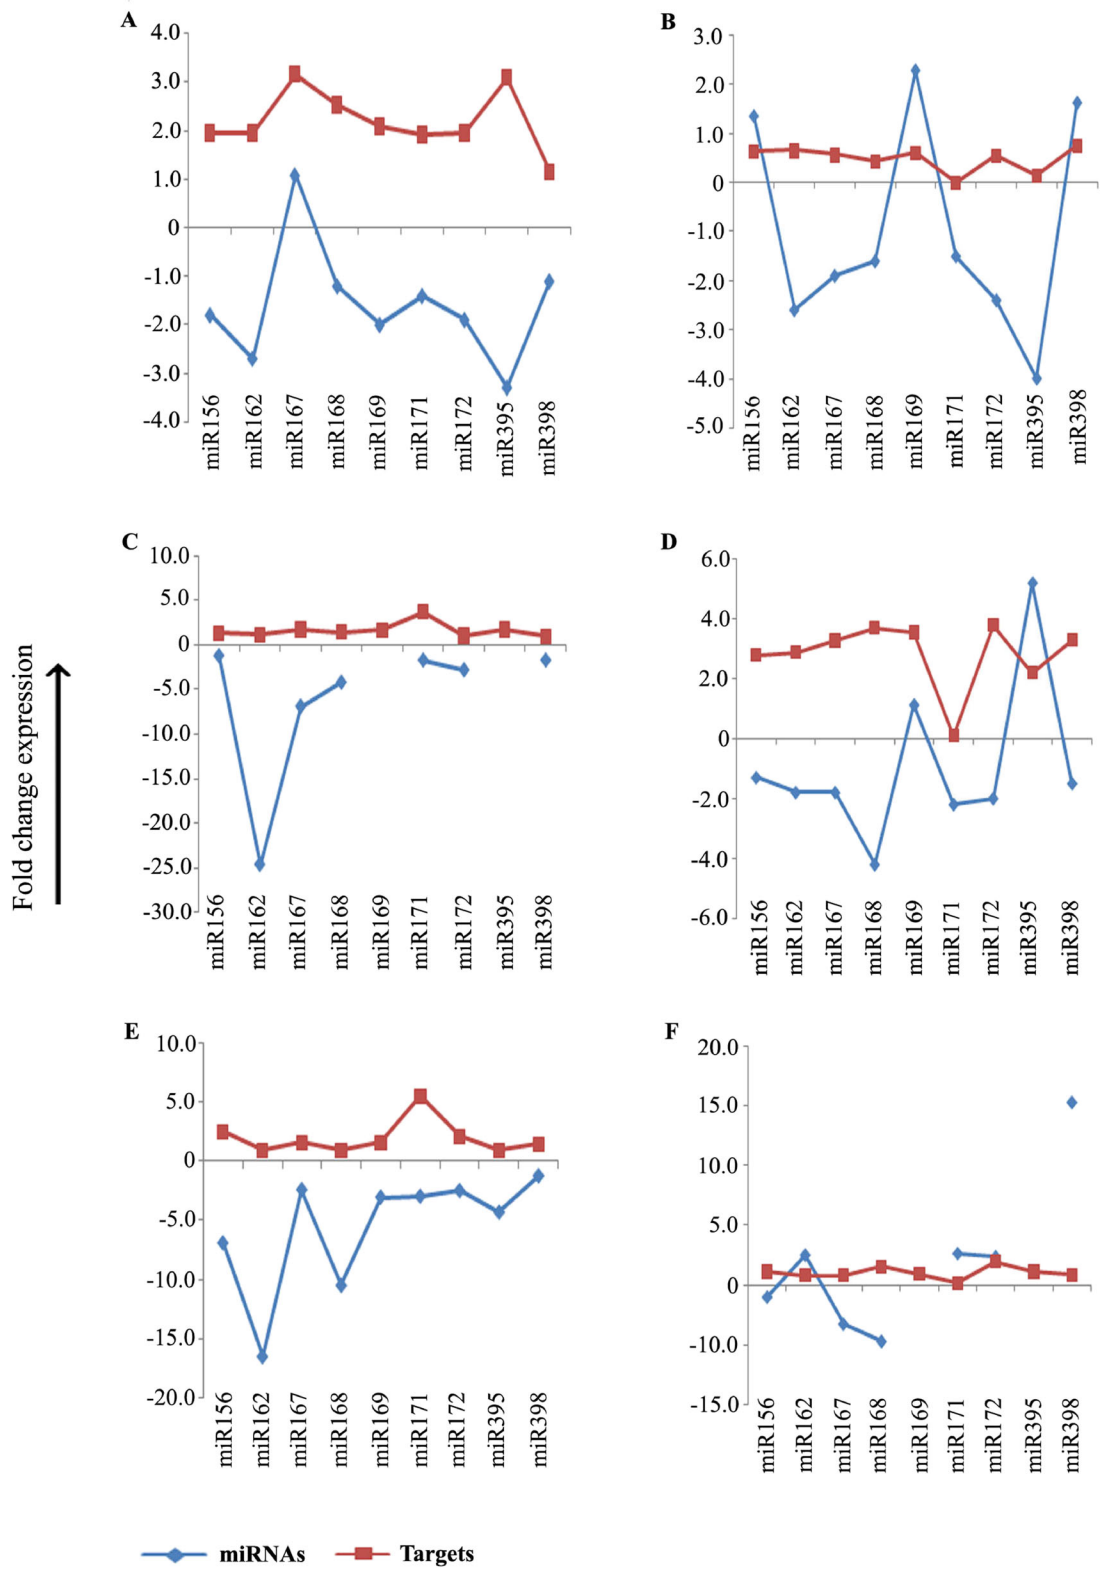 A
4.0
3.0
2.0
1.0
0
-1.0
-2.0
-3.0
-4.0
miR156
miR162
miR167
miR168
miR169
miR171
miR172
miR395
miR398
B
3.0
2.0
1.0
0
-1.0
-2.0
-3.0
-4.0
-5.0
miR156
miR162
miR167
miR168
miR169
miR171
miR172
miR395
miR398
Fold change expression
C
10.0
5.0
0
-5.0
-10.0
-15.0
-20.0
-25.0
-30.0
miR156
miR162
miR167
miR168
miR169
miR171
miR172
miR395
miR398
D
6.0
4.0
2.0
0
-2.0
-4.0
-6.0
miR156
miR162
miR167
miR168
miR169
miR171
miR172
miR395
miR398
E
10.0
5.0
0
-5.0
-10.0
-15.0
-20.0
miR156
miR162
miR167
miR168
miR169
miR171
miR172
miR395
miR398
F
20.0
15.0
10.0
5.0
0
-10.0
-15.0
miR156
miR162
miR167
miR168
miR169
miR171
miR172
miR395
miR398
miRNAs
Targets